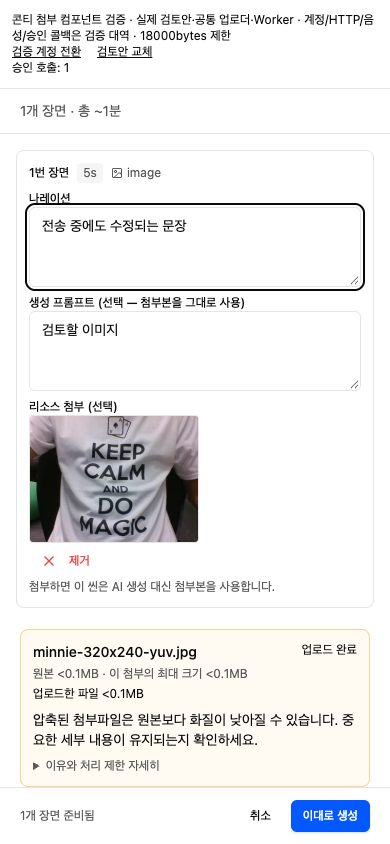 콘티 첨부 컴포넌트 검증 · 실제 검토안·공통 업로더·Worker · 계정/HTTP/음
성/승인 콜백은 검증 대역 · 18000bytes 제한
검증 계정 전환 검토안 교체
승인 호출: 1
1개 장면 · 총 ~1분
1번 장면 5s image
나레이션
전송 중에도 수정되는 문장
생성 프롬프트 (선택 — 첨부본을 그대로 사용)
검토할 이미지
리소스 첨부 (선택)
KEEP
CALM
AND
DO
MAGIC
제거
첨부하면 이 씬은 AI 생성 대신 첨부본을 사용합니다.
minnie-320x240-yuv.jpg 업로드 완료
원본 <0.1MB · 이 첨부의 최대 크기 <0.1MB
업로드한 파일 <0.1MB
압축된 첨부파일은 원본보다 화질이 낮아질 수 있습니다. 중
요한 세부 내용이 유지되는지 확인하세요.
이유와 처리 제한 자세히
1개 장면 준비됨 취소 이대로 생성